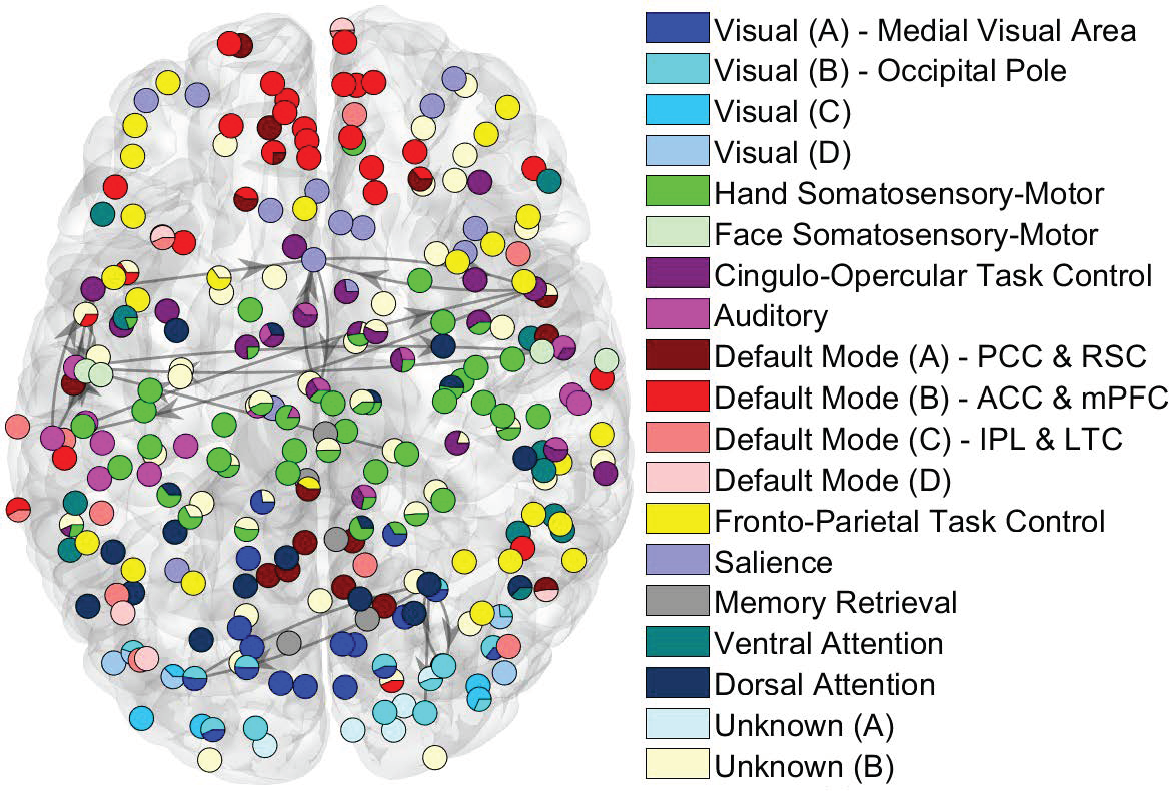 Visual (A) - Medial Visual Area
Visual (B) - Occipital Pole
Visual (C)
Visual (D)
Hand Somatosensory-Motor
Face Somatosensory-Motor
Cingulo-Opercular Task Control
Auditory
Default Mode (A) - PCC & RSC
Default Mode (B) - ACC & mPFC
Default Mode (C) - IPL & LTC
Default Mode (D)
Fronto-Parietal Task Control
Salience
Memory Retrieval
Ventral Attention
Dorsal Attention
Unknown (A)
Unknown (B)